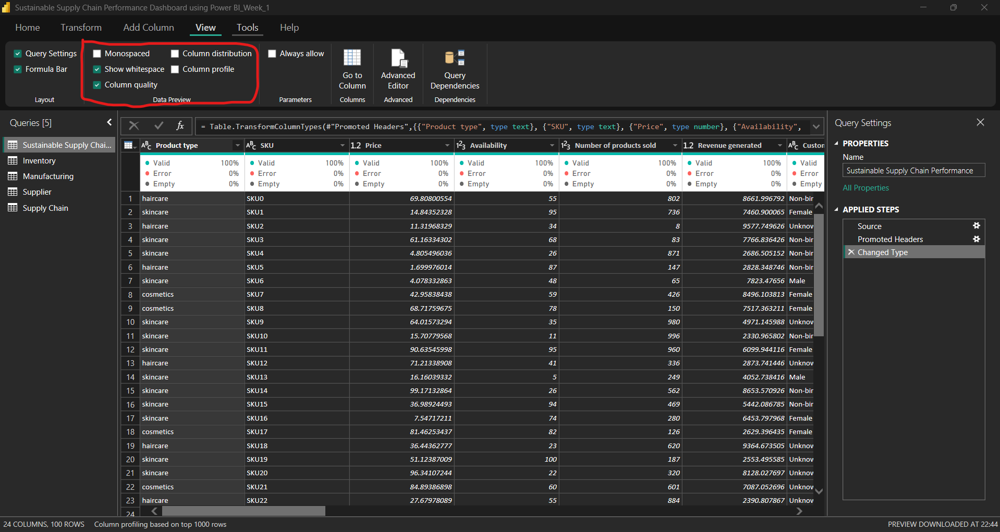 Sustainable Supply Chain Performance Dashboard using Power BI_Week_1
Home Transform Add Column View Tools Help
Query Settings Monospaced Column distribution Always allow
Formula Bar Show whitespace Column profile
Column quality
Go to Column Advanced Editor Query Dependencies
Layout Data Preview Parameters Columns Advanced Dependencies
Queries [5]
Sustainable Supply Chai...
Inventory
Manufacturing
Supplier
Supply Chain
fx = Table.TransformColumnTypes(#"Promoted Headers",{{"Product type", type text}, {"SKU", type text}, {"Price", type number}, {"Availability",
ABC Product type ABC SKU 1.2 Price 123 Availability 123 Number of products sold 1.2 Revenue generated ABC Custon
Valid 100% Valid 100% Valid 100% Valid 100% Valid 100% Valid 100% Valid
Error 0% Error 0% Error 0% Error 0% Error 0% Error 0% Error
Empty 0% Empty 0% Empty 0% Empty 0% Empty 0% Empty 0% Empty
1 haircare SKU0 69.80800554 55 802 8661.996792 Non-bir
2 skincare SKU1 14.84352328 95 736 7460.900065 Female
3 haircare SKU2 11.31968329 34 8 9577.749626 Unknov
4 skincare SKU3 61.16334302 68 83 7766.836426 Non-bir
5 skincare SKU4 4.805496036 26 871 2686.505152 Non-bir
6 haircare SKU5 1.699976014 87 147 2828.348746 Non-bir
7 skincare SKU6 4.078332863 48 65 7823.47656 Male
8 cosmetics SKU7 42.95838438 59 426 8496.103813 Female
9 cosmetics SKU8 68.71759675 78 150 7517.363211 Female
10 skincare SKU9 64.01573294 35 980 4971.145988 Unknov
11 skincare SKU10 15.70779568 11 996 2330.965802 Non-bir
12 skincare SKU11 90.63545998 95 960 6099.944116 Female
13 haircare SKU12 71.21338908 41 336 2873.741446 Unknov
14 skincare SKU13 16.16039332 5 249 4052.738416 Male
15 skincare SKU14 99.17132864 26 562 8653.570926 Non-bir
16 skincare SKU15 36.98924493 94 469 5442.086785 Non-bir
17 skincare SKU16 7.54717211 74 280 6453.797968 Female
18 cosmetics SKU17 81.46253437 82 126 2629.396435 Female
19 haircare SKU18 36.44362777 23 620 9364.673505 Unknov
20 skincare SKU19 51.12387009 100 187 2553.495585 Unknov
21 skincare SKU20 96.34107244 22 320 8128.027697 Unknov
22 cosmetics SKU21 84.89386898 60 601 7087.052696 Unknov
23 haircare SKU22 27.67978089 55 884 2390.807867 Unknov
24
Query Settings
PROPERTIES
Name
Sustainable Supply Chain Performance
All Properties
APPLIED STEPS
Source
Promoted Headers
Changed Type
24 COLUMNS, 100 ROWS Column profiling based on top 1000 rows PREVIEW DOWNLOADED AT 22:44